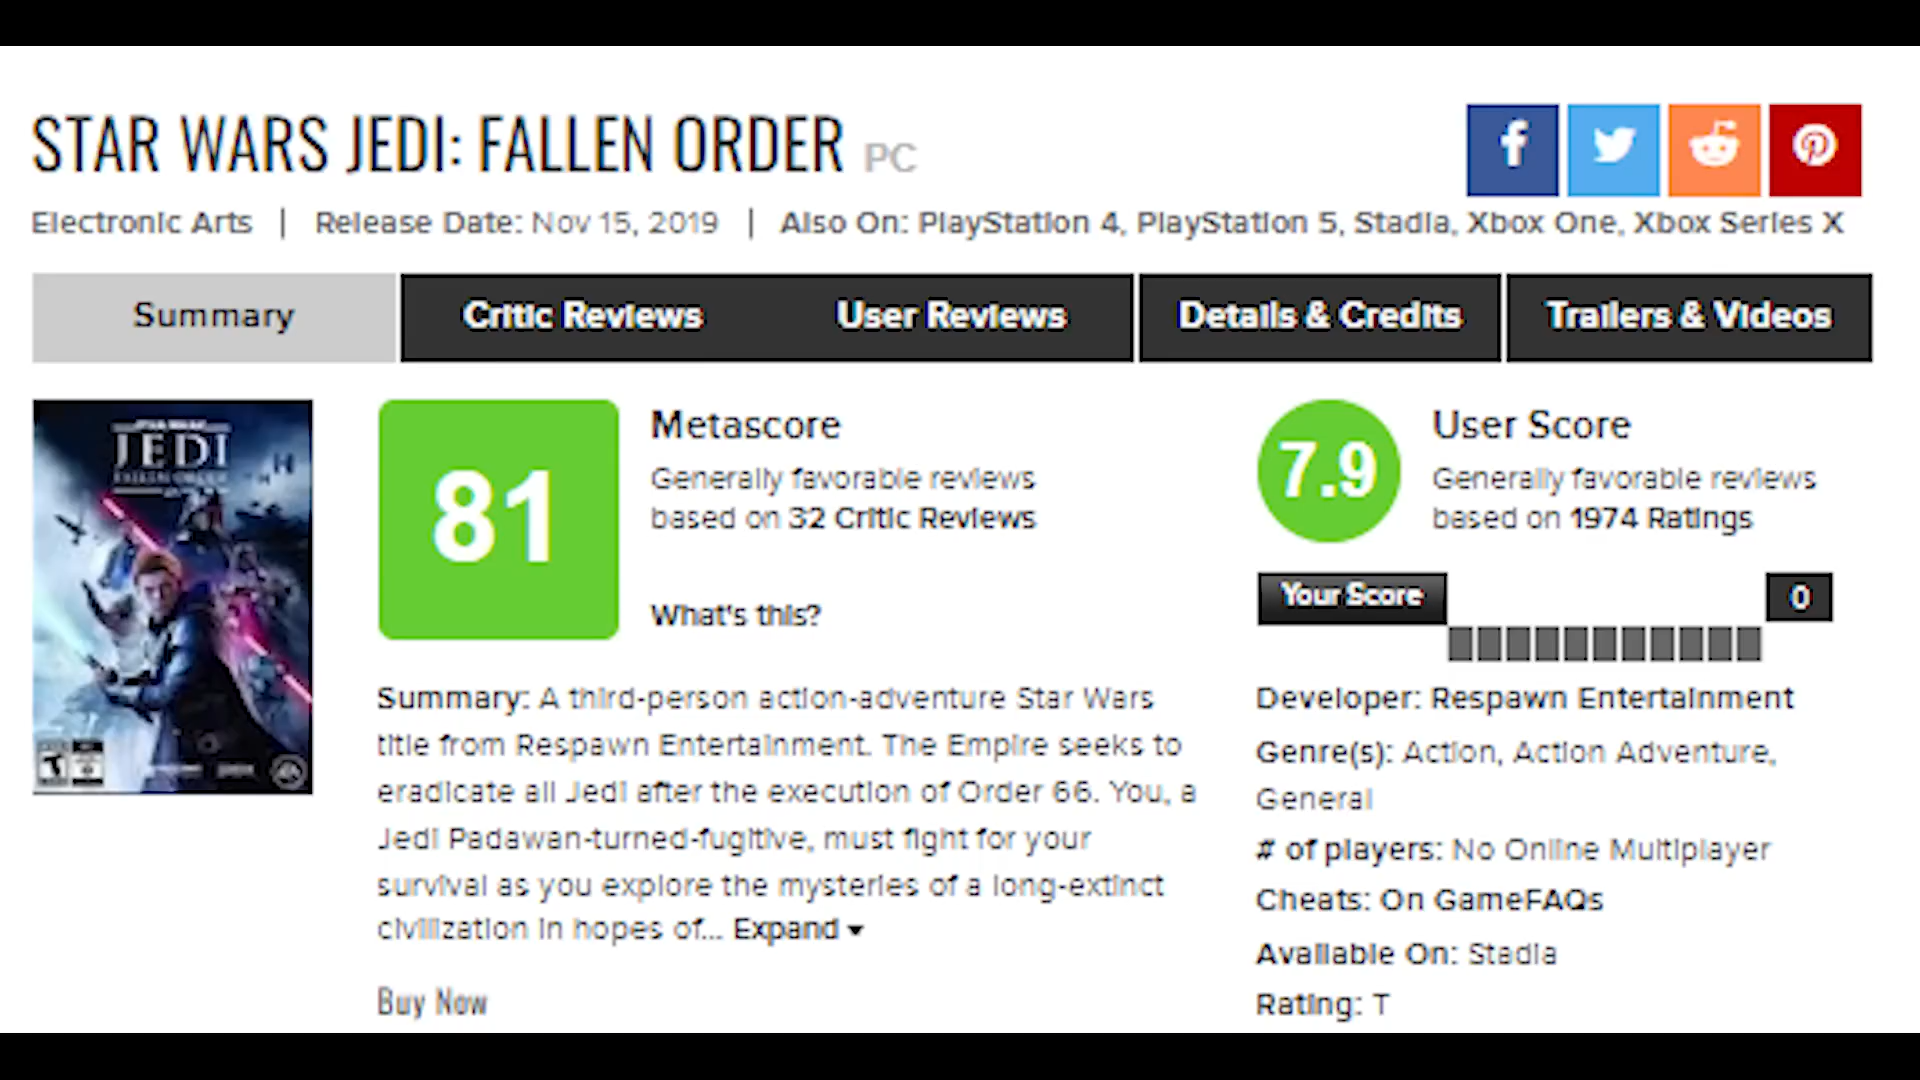 STAR WARS JEDI: FALLEN ORDER PC
Electronic Arts | Release Date: Nov 15, 2019 | Also On: PlayStation 4, PlayStation 5, Stadia, Xbox One, Xbox Series X
Summary Critic Reviews User Reviews Details & Credits Trailers & Videos
JEDI
FALLEN ORDER
81
Metascore
Generally favorable reviews
based on 32 Critic Reviews
What's this?
7.9
User Score
Generally favorable reviews
based on 1974 Ratings
Your Score
0
Summary: A third-person action-adventure Star Wars
title from Respawn Entertainment. The Empire seeks to
eradicate all Jedi after the execution of Order 66. You, a
Jedi Padawan-turned-fugitive, must fight for your
survival as you explore the mysteries of a long-extinct
civilization in hopes of... Expand
Buy Now
Developer: Respawn Entertainment
Genre(s): Action, Action Adventure,
General
# of players: No Online Multiplayer
Cheats: On GameFAQs
Available On: Stadia
Rating: T